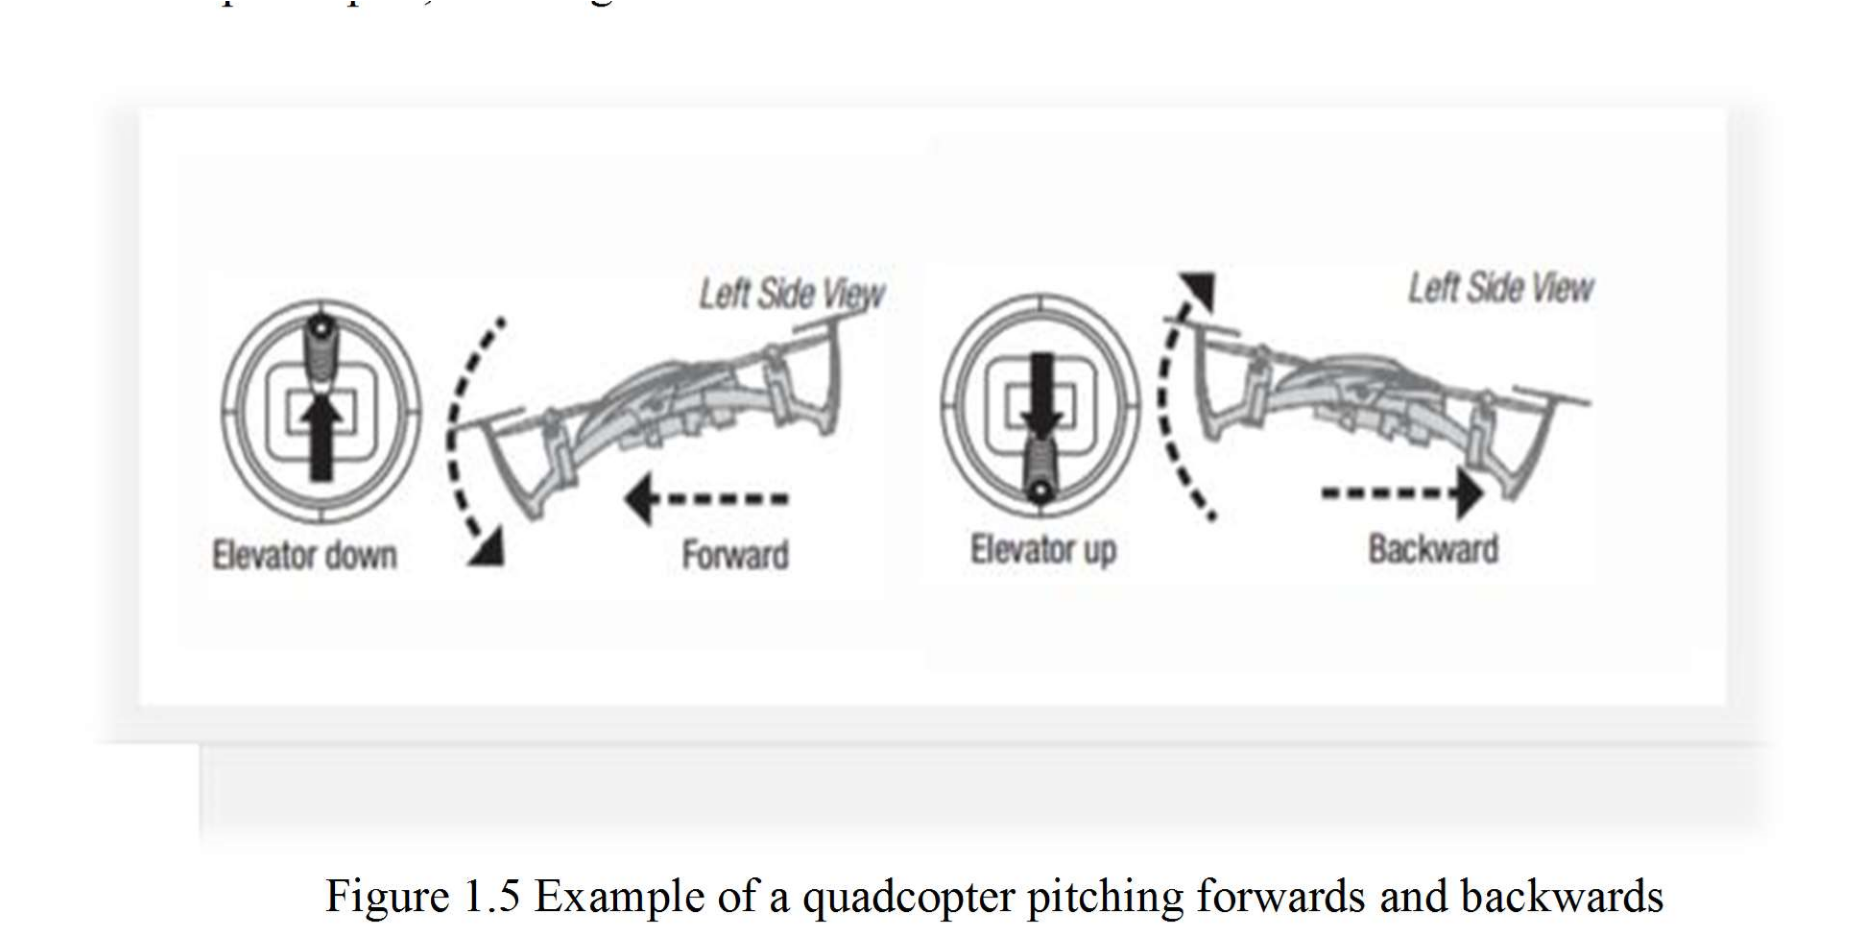 Left Side View
Elevator down
Forward
Left Side View
Elevator up
Backward
Figure 1.5 Example of a quadcopter pitching forwards and backwards